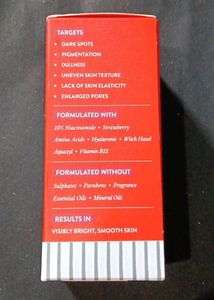 TARGETS
• DARK SPOTS
• PIGMENTATION
• DULLNESS
• UNEVEN SKIN TEXTURE
• LACK OF SKIN ELASTICITY
• ENLARGED PORES
FORMULATED WITH
10X Niacinamide • Strawberry
Amino Acids • Hyaluronic • Witch Hazel
Aquaxyl • Vitamin B12
FORMULATED WITHOUT
Sulphates • Parabens • Fragrance
Essential Oils • Mineral Oils
RESULTS IN
VISIBLY BRIGHT, SMOOTH SKIN